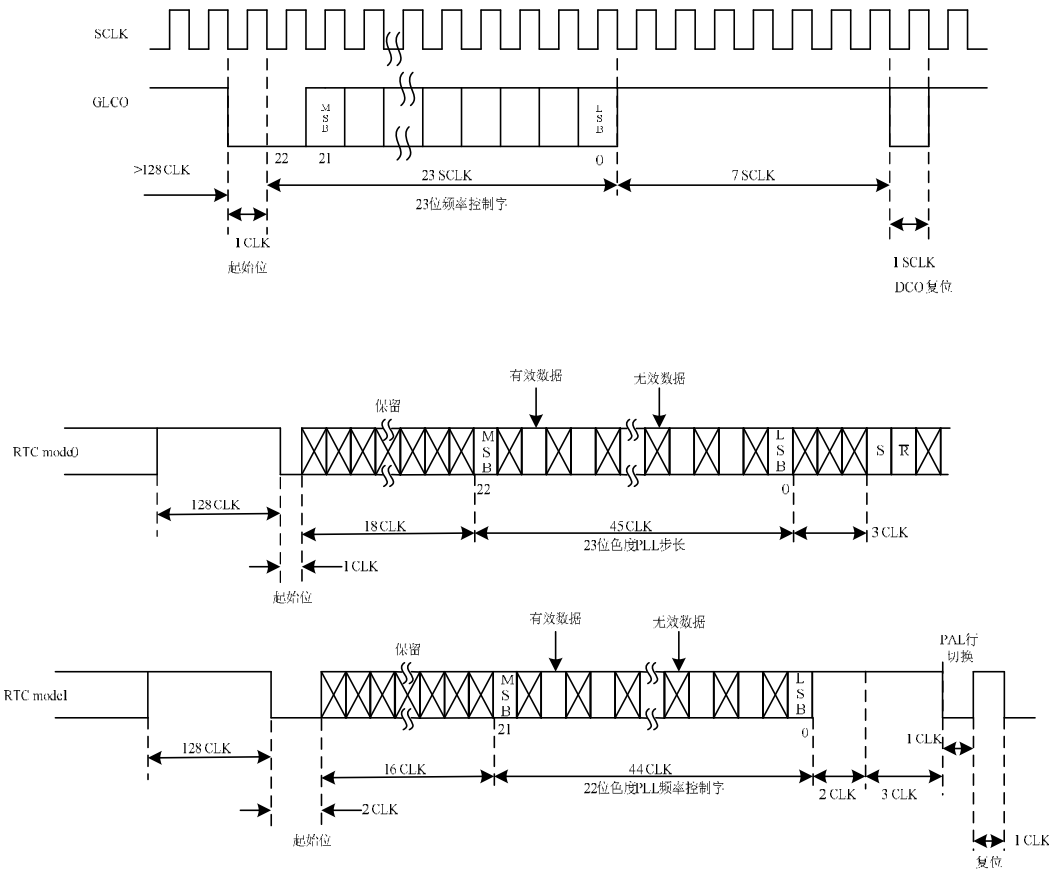 SCLK
GLCO
MSB
LSB
22
21
0
>128 CLK
23 SCLK
7 SCLK
23位频率控制字
1 CLK
起始位
1 SCLK
DCO 复位
有效数据
无效数据
保留
RTC mode0
MSB
LSB
S
R̅
22
0
128 CLK
18 CLK
45 CLK
3 CLK
23位色度PLL步长
1 CLK
起始位
有效数据
无效数据
PAL行
切换
保留
RTC mode1
MSB
LSB
21
0
1 CLK
128 CLK
16 CLK
44 CLK
22位色度PLL频率控制字
2 CLK
3 CLK
2 CLK
起始位
1 CLK
复位